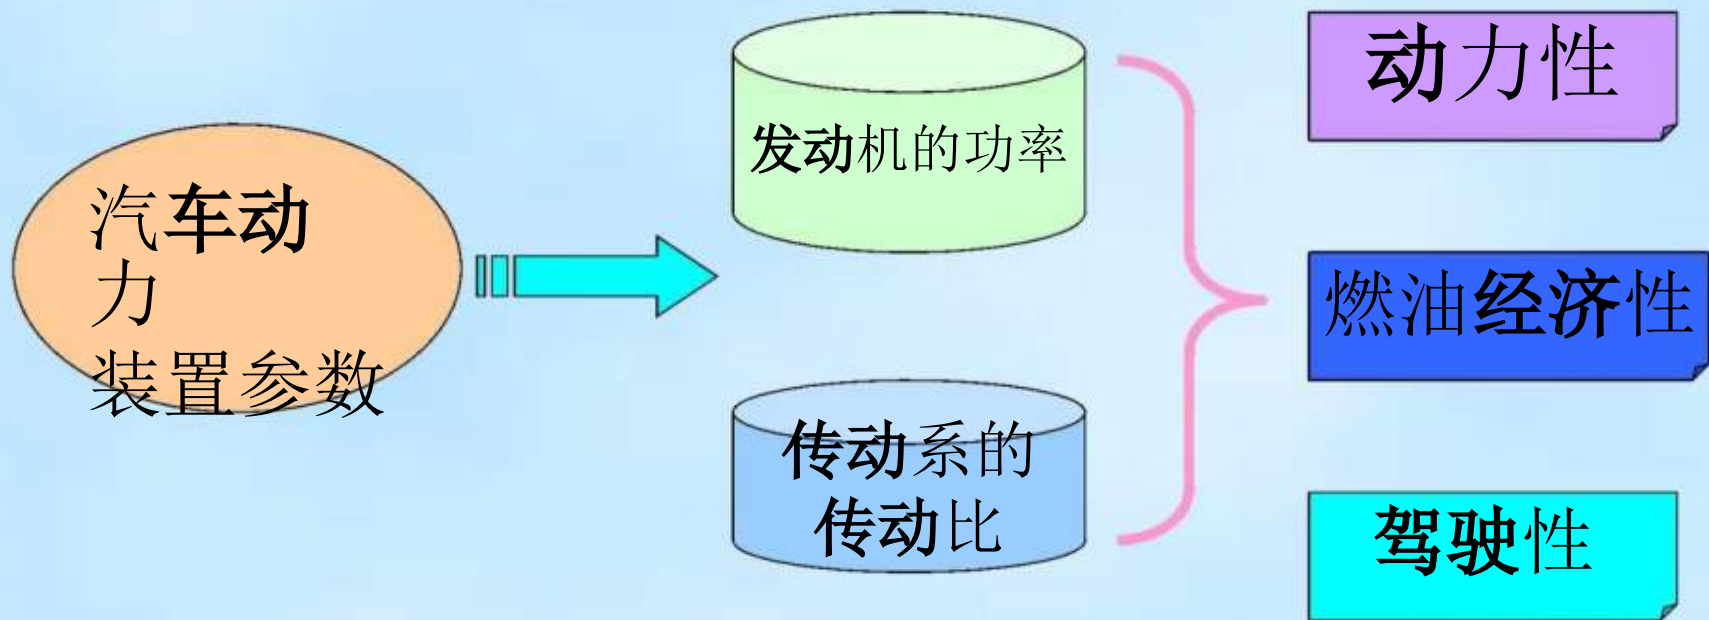 汽车动
力
装置参数
发动机的功率
传动系的
传动比
动力性
燃油经济性
驾驶性